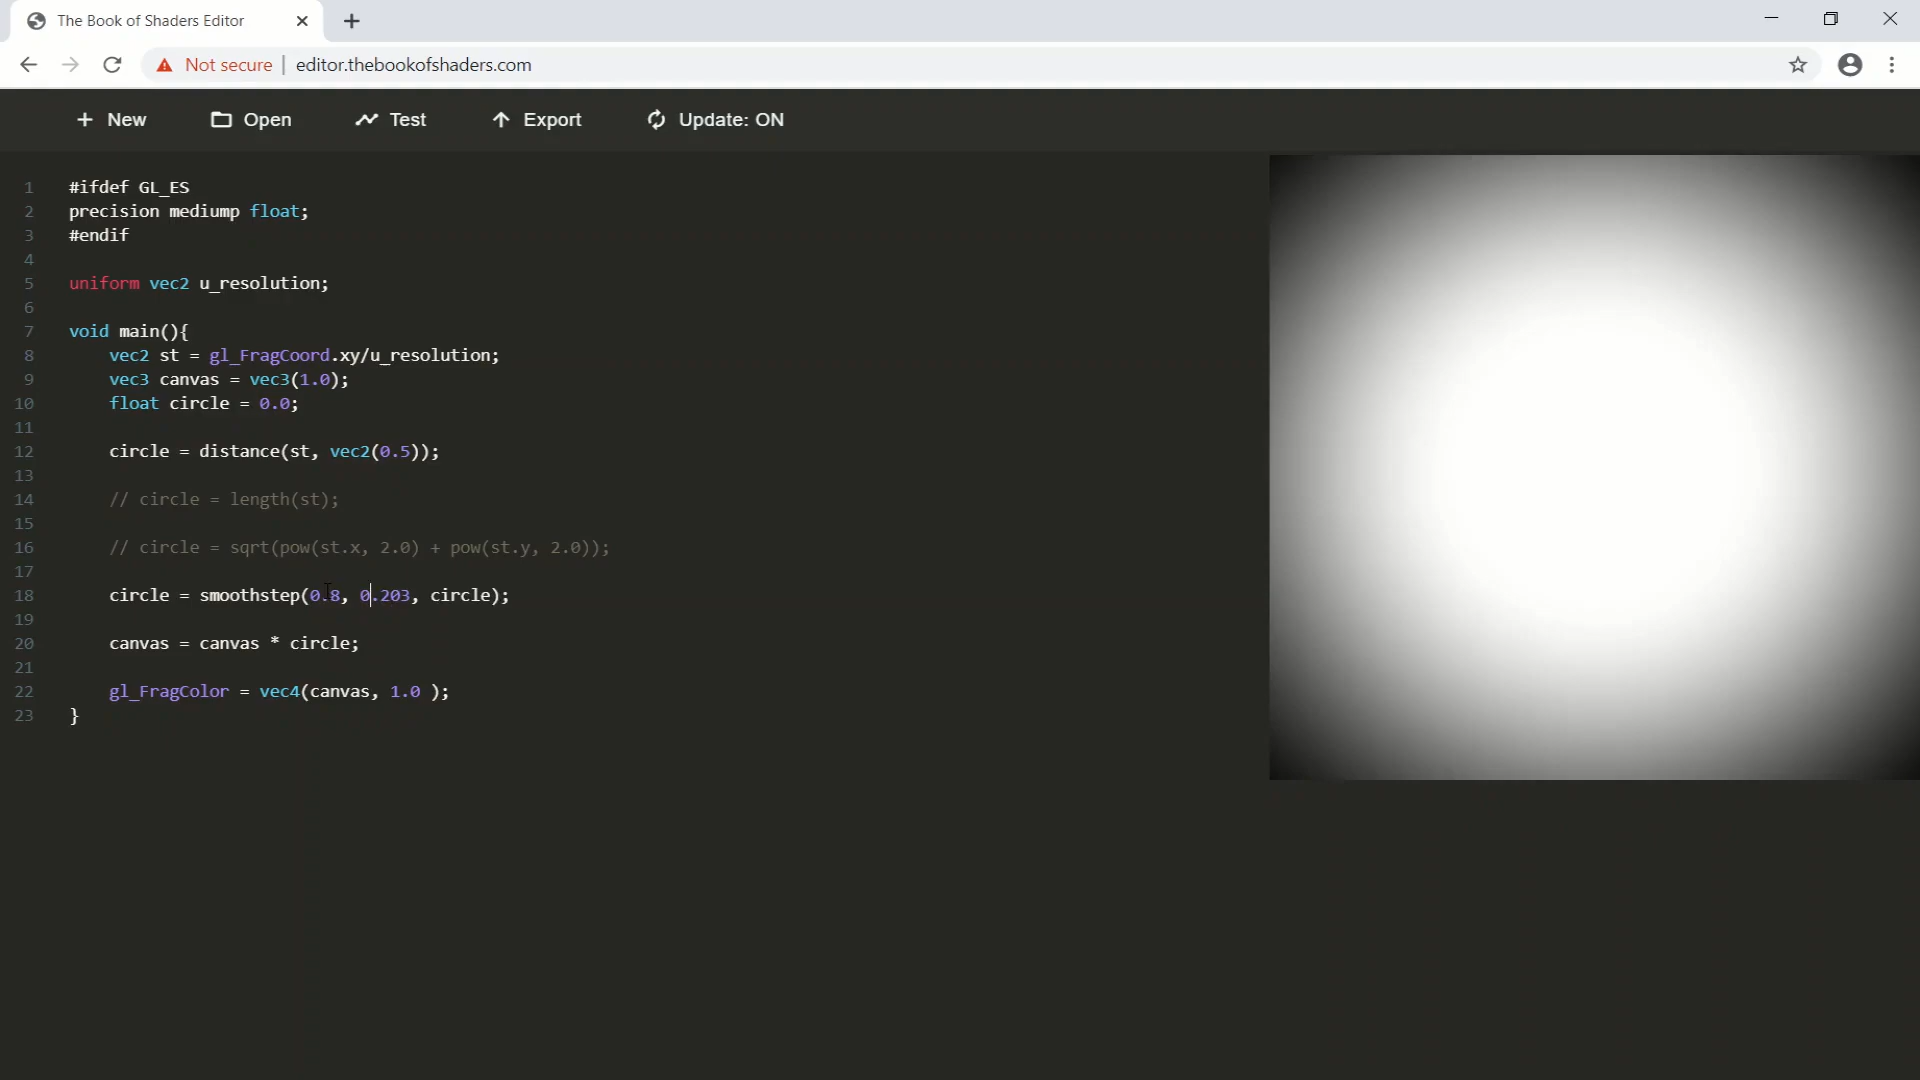 The Book of Shaders Editor
Not secure | editor.thebookofshaders.com
+ New Open Test Export Update: ON
1 #ifdef GL_ES
2 precision mediump float;
3 #endif
4
5 uniform vec2 u_resolution;
6
7 void main(){
8 vec2 st = gl_FragCoord.xy/u_resolution;
9 vec3 canvas = vec3(1.0);
10 float circle = 0.0;
11
12 circle = distance(st, vec2(0.5));
13
14 // circle = length(st);
15
16 // circle = sqrt(pow(st.x, 2.0) + pow(st.y, 2.0));
17
18 circle = smoothstep(0.8, 0.203, circle);
19
20 canvas = canvas * circle;
21
22 gl_FragColor = vec4(canvas, 1.0 );
23 }